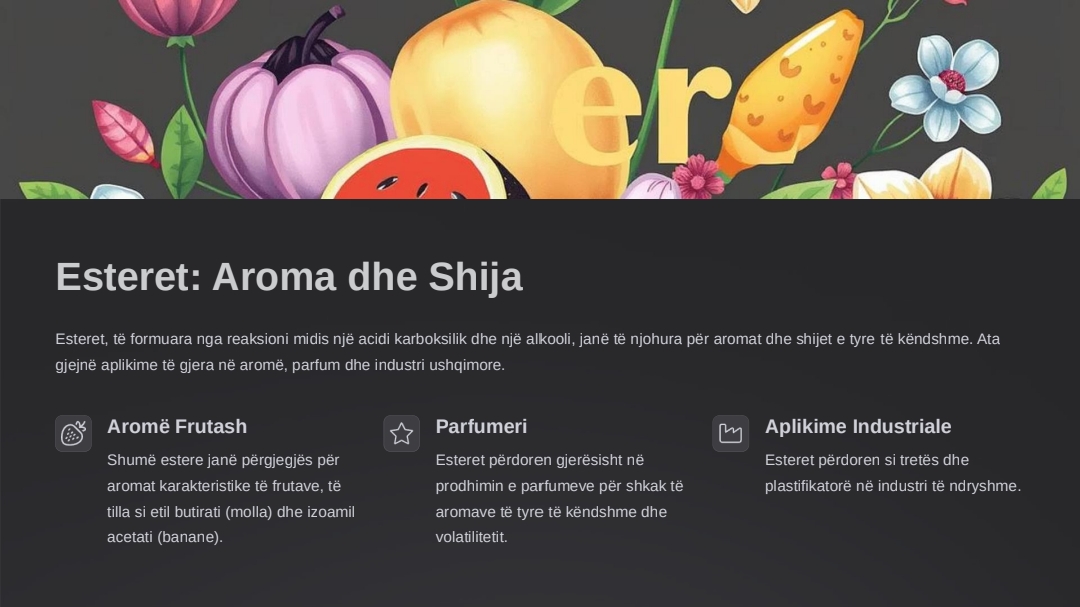 er
Esteret: Aroma dhe Shija
Esteret, të formuara nga reaksioni midis një acidi karboksilik dhe një alkooli, janë të njohura për aromat dhe shijet e tyre të këndshme. Ata
gjejnë aplikime të gjera në aromë, parfum dhe industri ushqimore.
Aromë Frutash
Shumë estere janë përgjegjës për
aromat karakteristike të frutave, të
tilla si etil butirati (molla) dhe izoamil
acetati (banane).
Parfumeri
Esteret përdoren gjerësisht në
prodhimin e parfumeve për shkak të
aromave të tyre të këndshme dhe
volatilitetit.
Aplikime Industriale
Esteret përdoren si tretës dhe
plastifikatorë në industri të ndryshme.